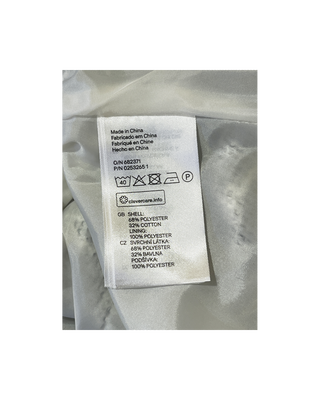 Made in China
Fabricado em China
Fabriqué en Chine
Hecho en China
O/N 682371
P/N 0253265 1
40 P
clevercare.info
GB SHELL:
68% POLYESTER
32% COTTON
LINING:
100% POLYESTER
CZ SVRCHNÍ LÁTKA:
68% POLYESTER
32% BAVLNA
PODŠÍVKA:
100% POLYESTER